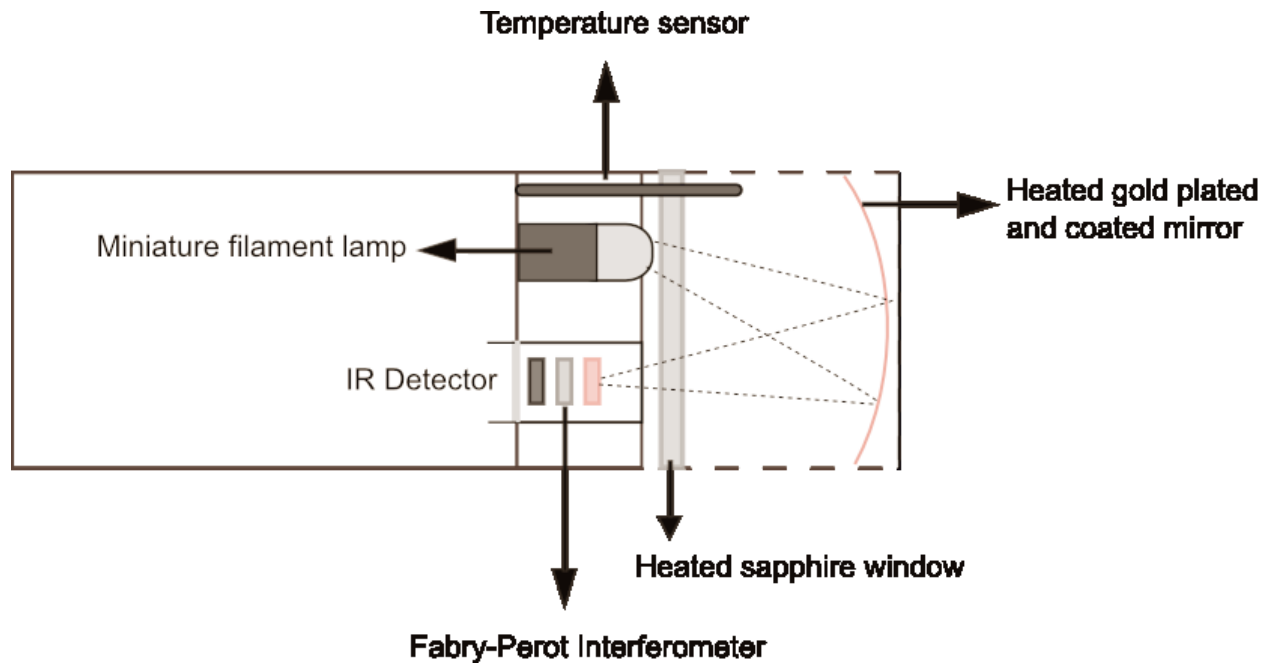 Temperature sensor
Heated gold plated
and coated mirror
Miniature filament lamp
IR Detector
Heated sapphire window
Fabry-Perot Interferometer